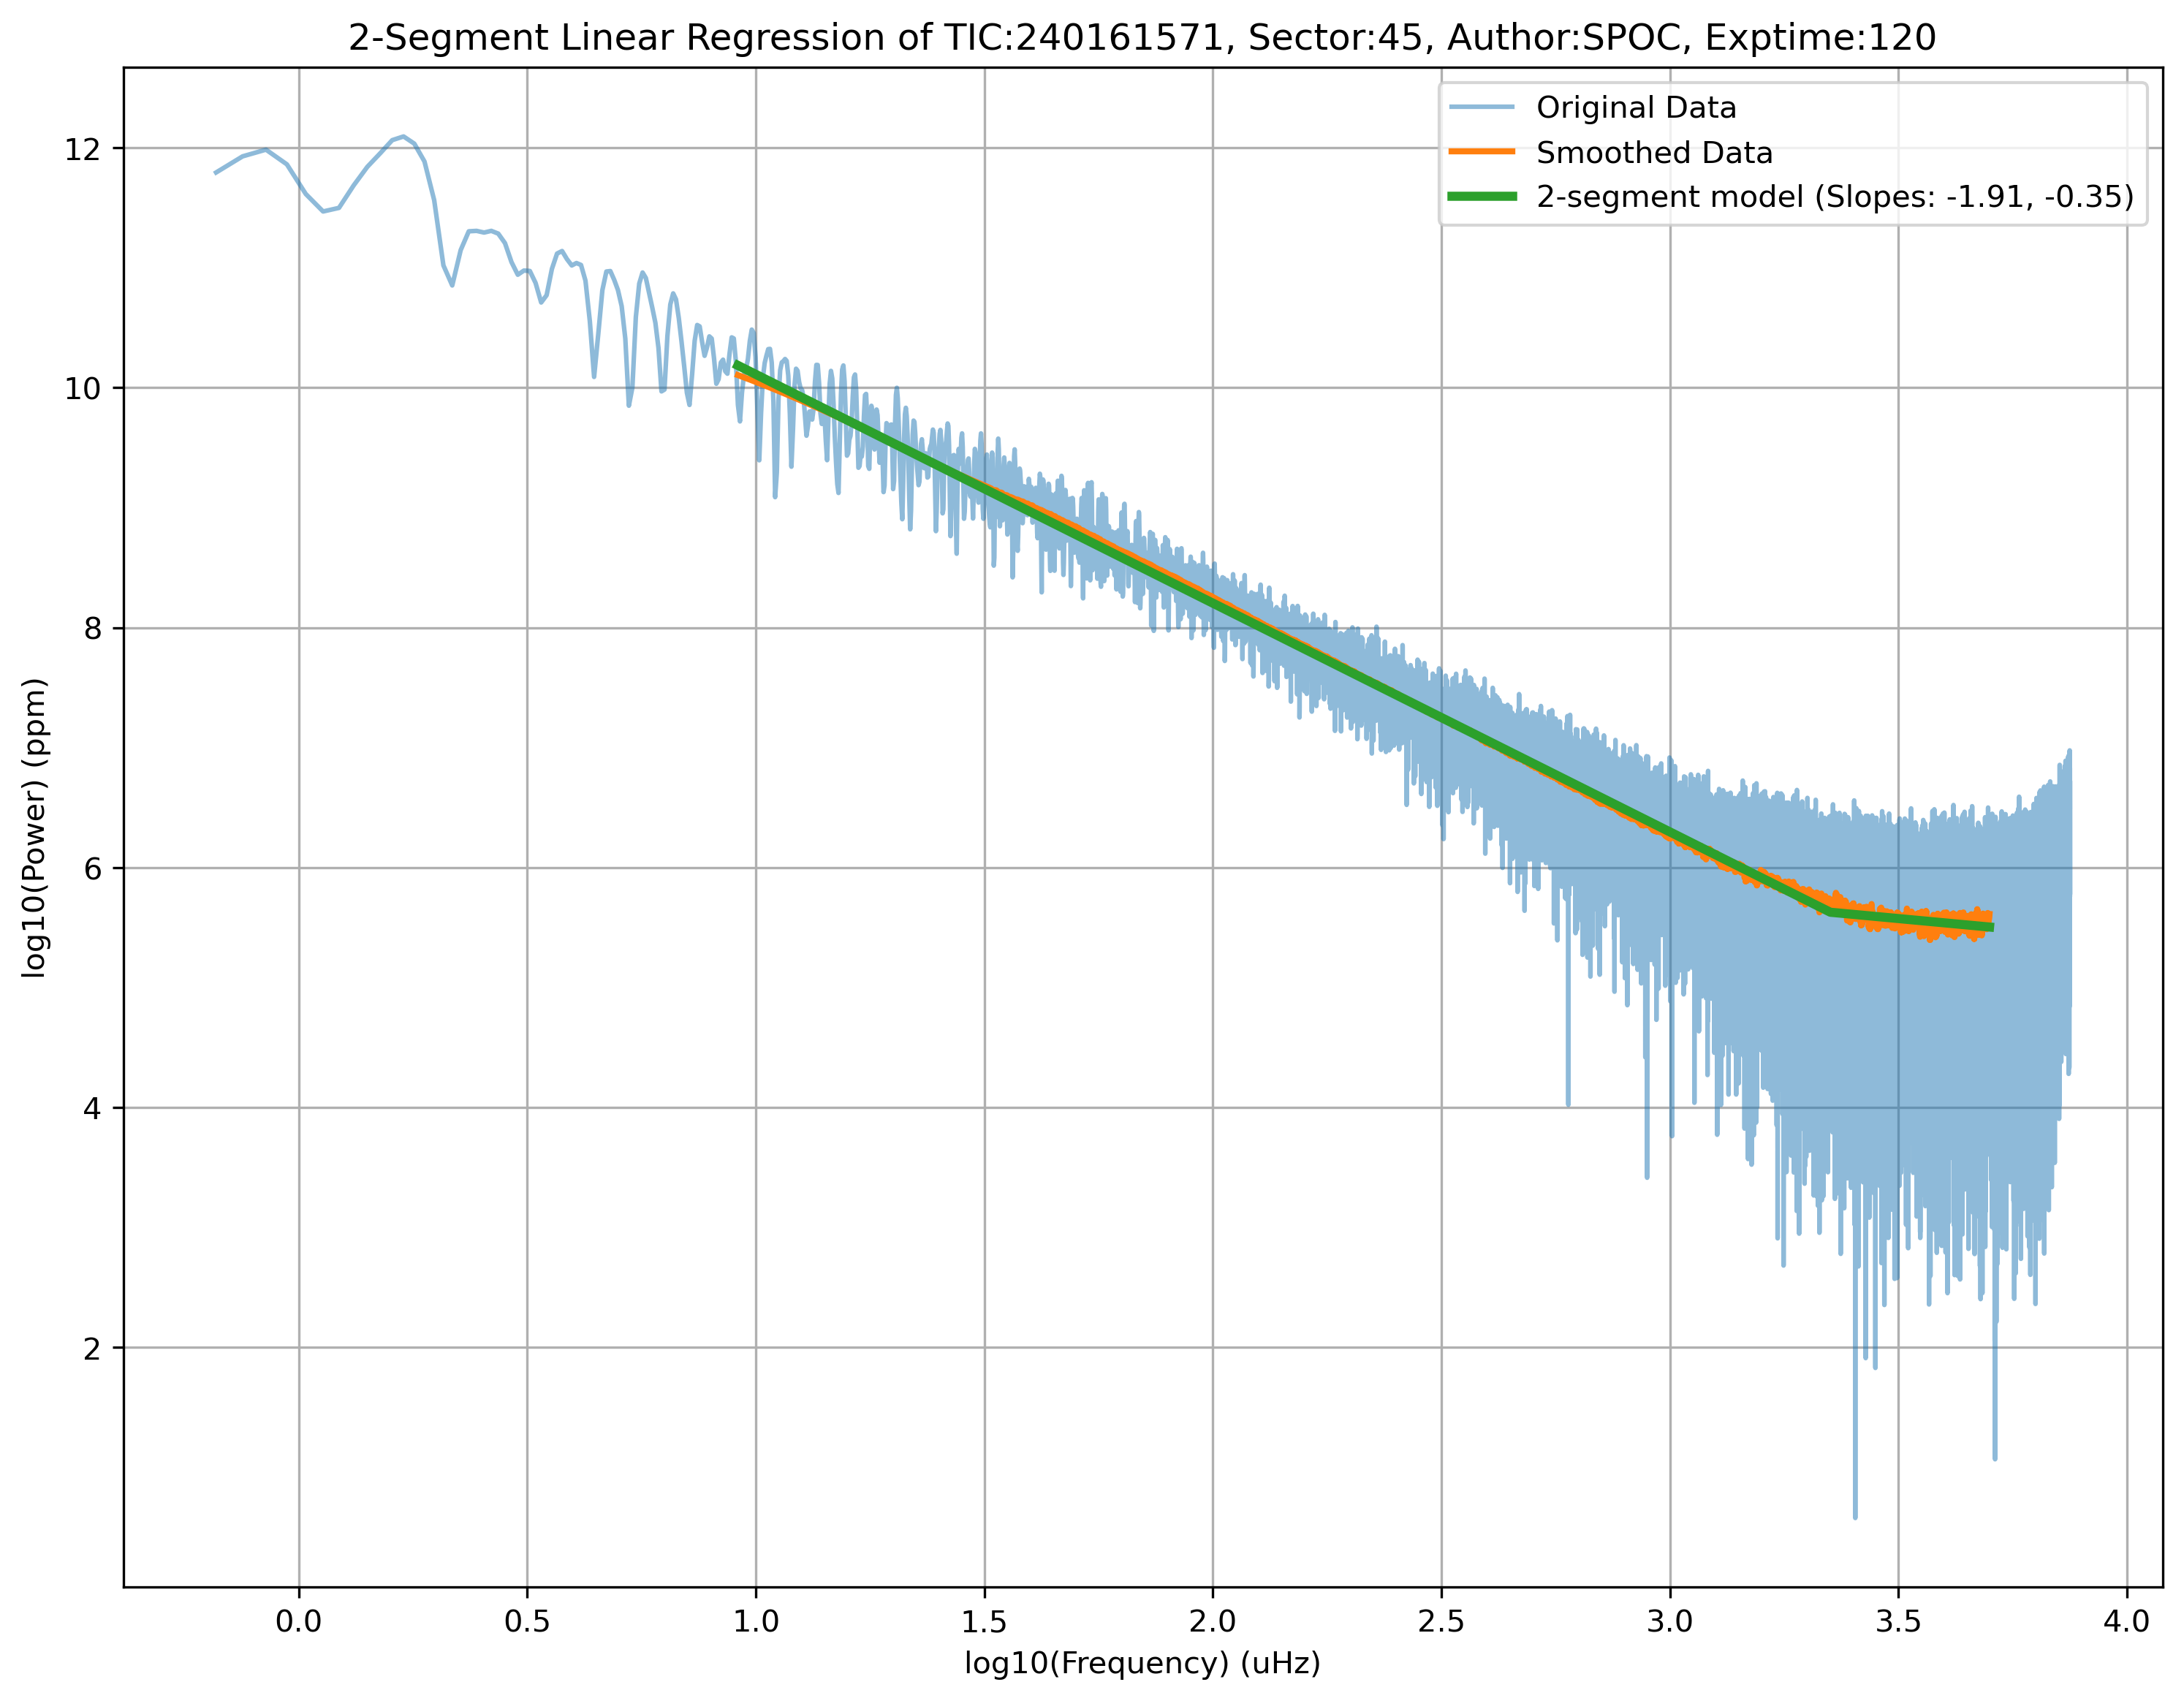 2-Segment Linear Regression of TIC:240161571, Sector:45, Author:SPOC, Exptime:120
Original Data
Smoothed Data
2-segment model (Slopes: -1.91, -0.35)
12
10
8
6
4
2
log10(Power) (ppm)
0.0 0.5 1.0 1.5 2.0 2.5 3.0 3.5 4.0
log10(Frequency) (uHz)